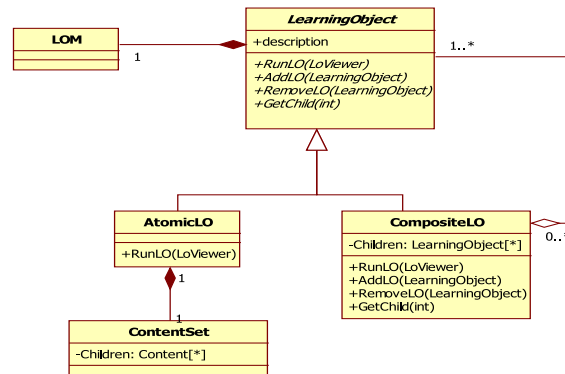 LearningObject
+description
+RunLO(LoViewer)
+AddLO(LearningObject)
+RemoveLO(LearningObject)
+GetChild(int)
LOM
1
1..*
AtomicLO
+RunLO(LoViewer)
1
1
CompositeLO
-Children: LearningObject[*]
+RunLO(LoViewer)
+AddLO(LearningObject)
+RemoveLO(LearningObject)
+GetChild(int)
0..*
ContentSet
-Children: Content[*]